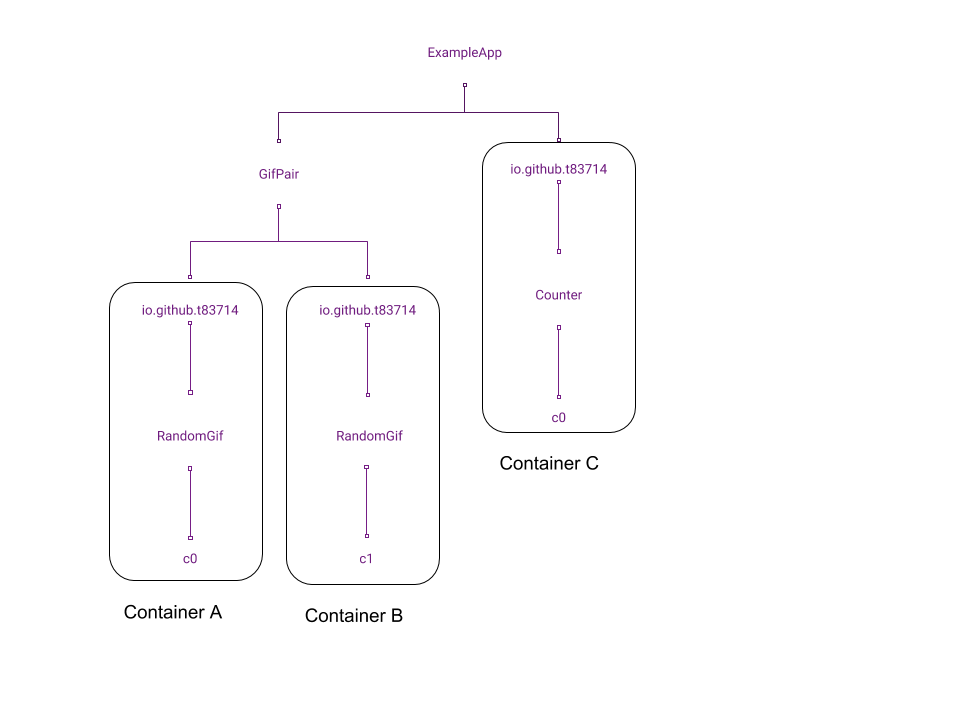 ExampleApp
GifPair
io.github.t83714
io.github.t83714
io.github.t83714
Counter
RandomGif
RandomGif
c0
Container C
c0
c1
Container A
Container B